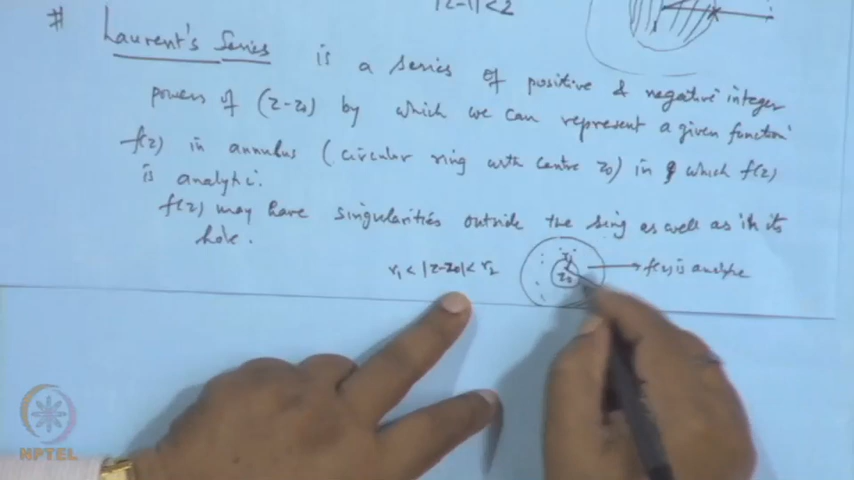 |z-1|<2
# Laurent's Series is a series of positive & negative integer
powers of (z-z0) by which we can represent a given function
f(z) in annulus (circular ring with centre z0) in which f(z)
is analytic.
f(z) may have singularities outside the ring as well as in its
hole.
r1 < |z-z0| < r2
r1
z0
f(z) is analytic
NPTEL